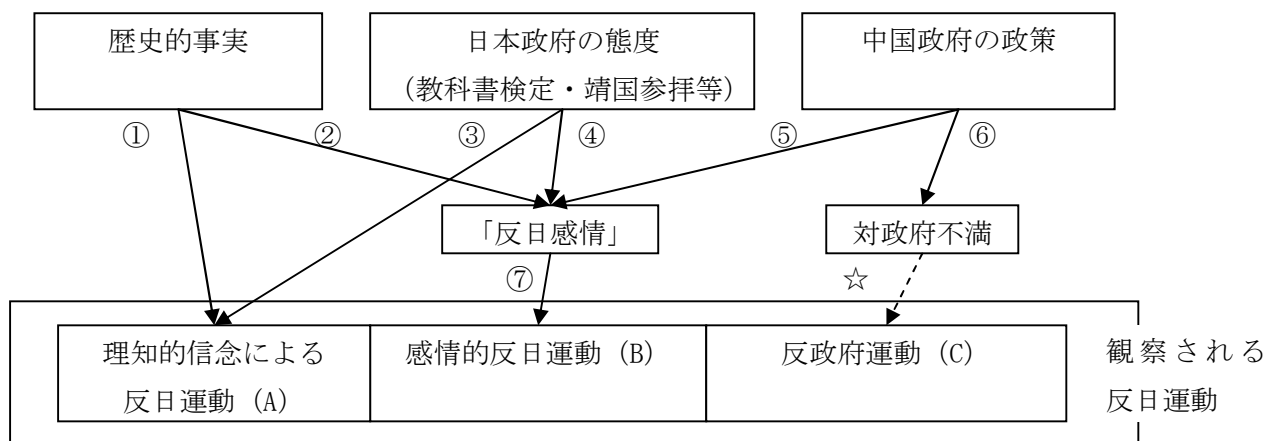 歴史的事実
日本政府の態度
（教科書検定・靖国参拝等）
中国政府の政策
①
②
③
④
⑤
⑥
「反日感情」
対政府不満
⑦
☆
理知的信念による
反日運動（A）
感情的反日運動（B）
反政府運動（C）
観察される
反日運動